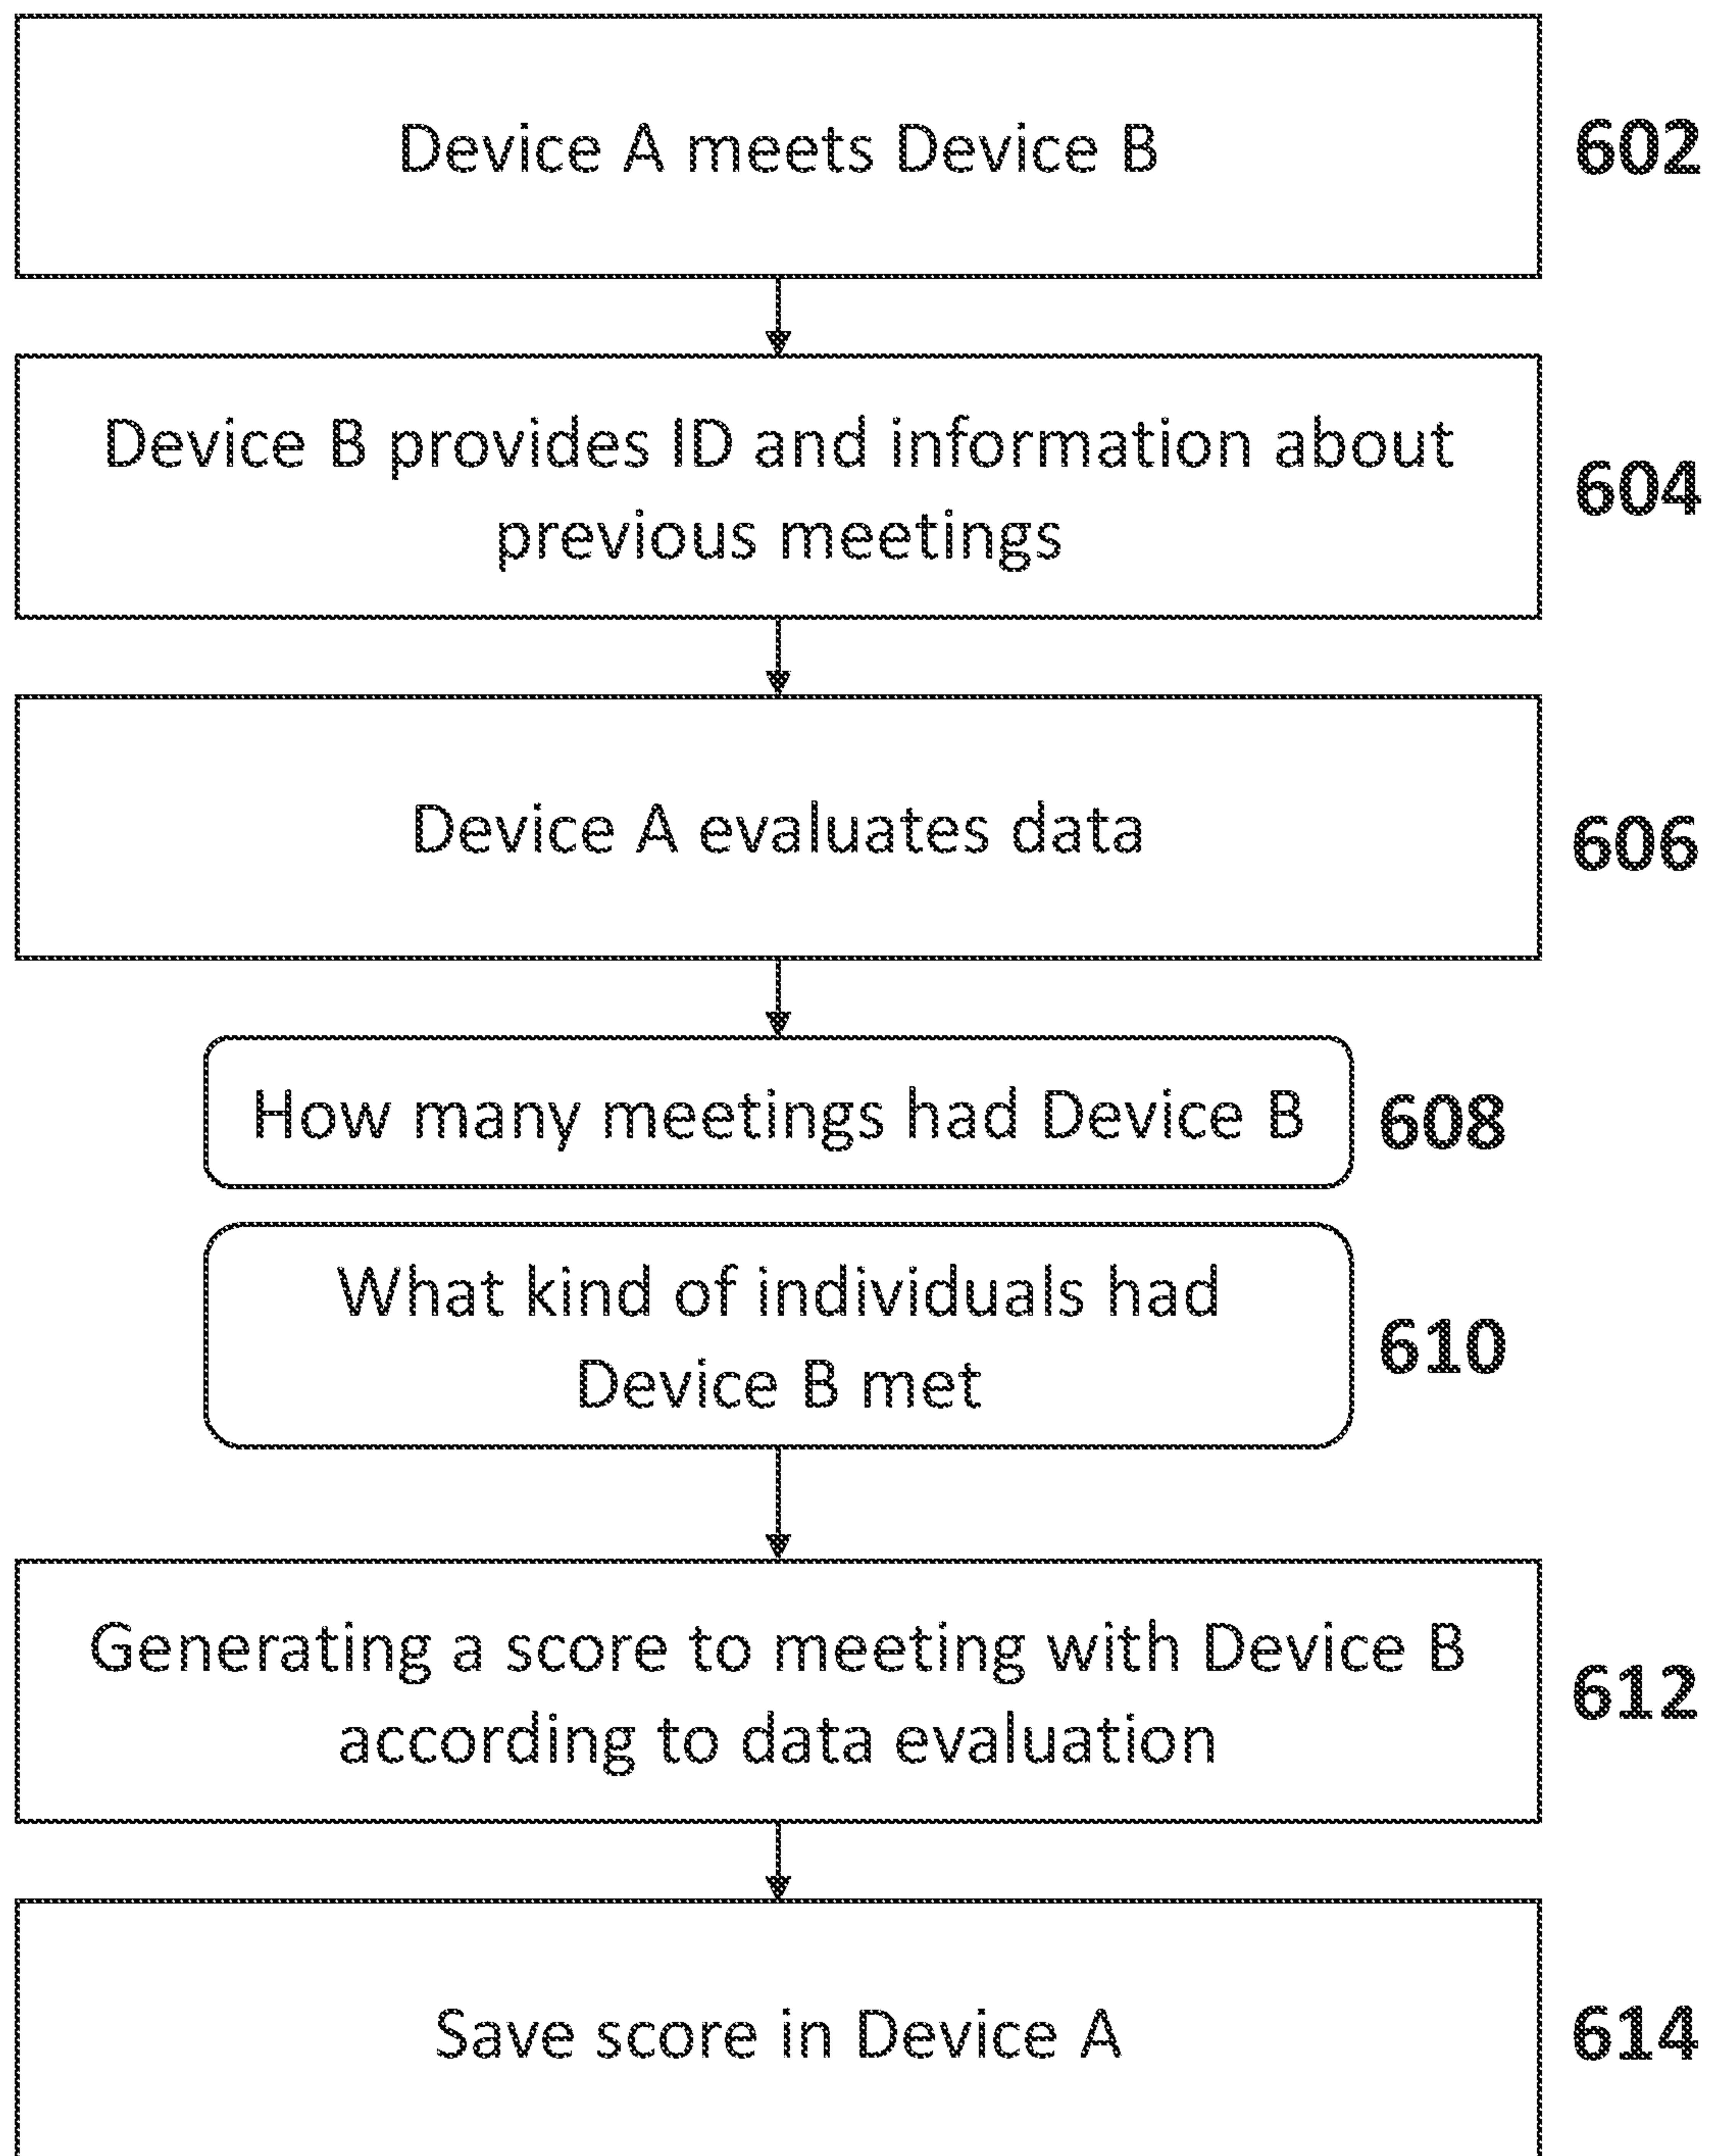 Device A meets Device B
602
Device B provides ID and information about
previous meetings
604
Device A evaluates data
606
How many meetings had Device B
608
What kind of individuals had
Device B met
610
Generating a score to meeting with Device B
according to data evaluation
612
Save score in Device A
614